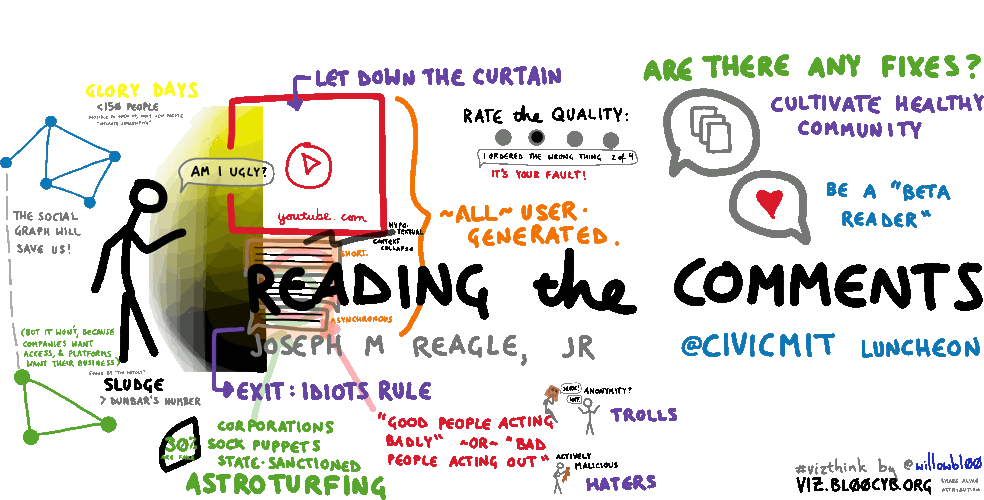 GLORY DAYS
<150 PEOPLE
THE SOCIAL
GRAPH WILL
SAVE US!
(BUT IT WON'T, BECAUSE
COMPANIES WANT
ACCESS, & PLATFORMS
WANT THEIR BUSINESS)
SLUDGE
> DUNBAR'S NUMBER
LET DOWN THE CURTAIN
AM I UGLY?
youtube.com
HYPO-
TEXTUAL
CONTEXT
COLLAPSE
SHORT.
ASYNCHRONOUS
~ALL~ USER-
GENERATED.
RATE the QUALITY:
I ORDERED THE WRONG THING 2 of 4
IT'S YOUR FAULT!
ARE THERE ANY FIXES?
CULTIVATE HEALTHY
COMMUNITY
BE A "BETA
READER"
READING the COMMENTS
JOSEPH M REAGLE, JR
@CIVICMIT LUNCHEON
EXIT: IDIOTS RULE
30%
CORPORATIONS
SOCK PUPPETS
STATE-SANCTIONED
ASTROTURFING
"GOOD PEOPLE ACTING
BADLY" ~OR~ "BAD
PEOPLE ACTING OUT"
ANONYMITY?
TROLLS
ACTIVELY
MALICIOUS
HATERS
#vizthink by @willowbl00
VIZ.BL00CYB.ORG
SHARE ALIKE
ATTRIBUTION